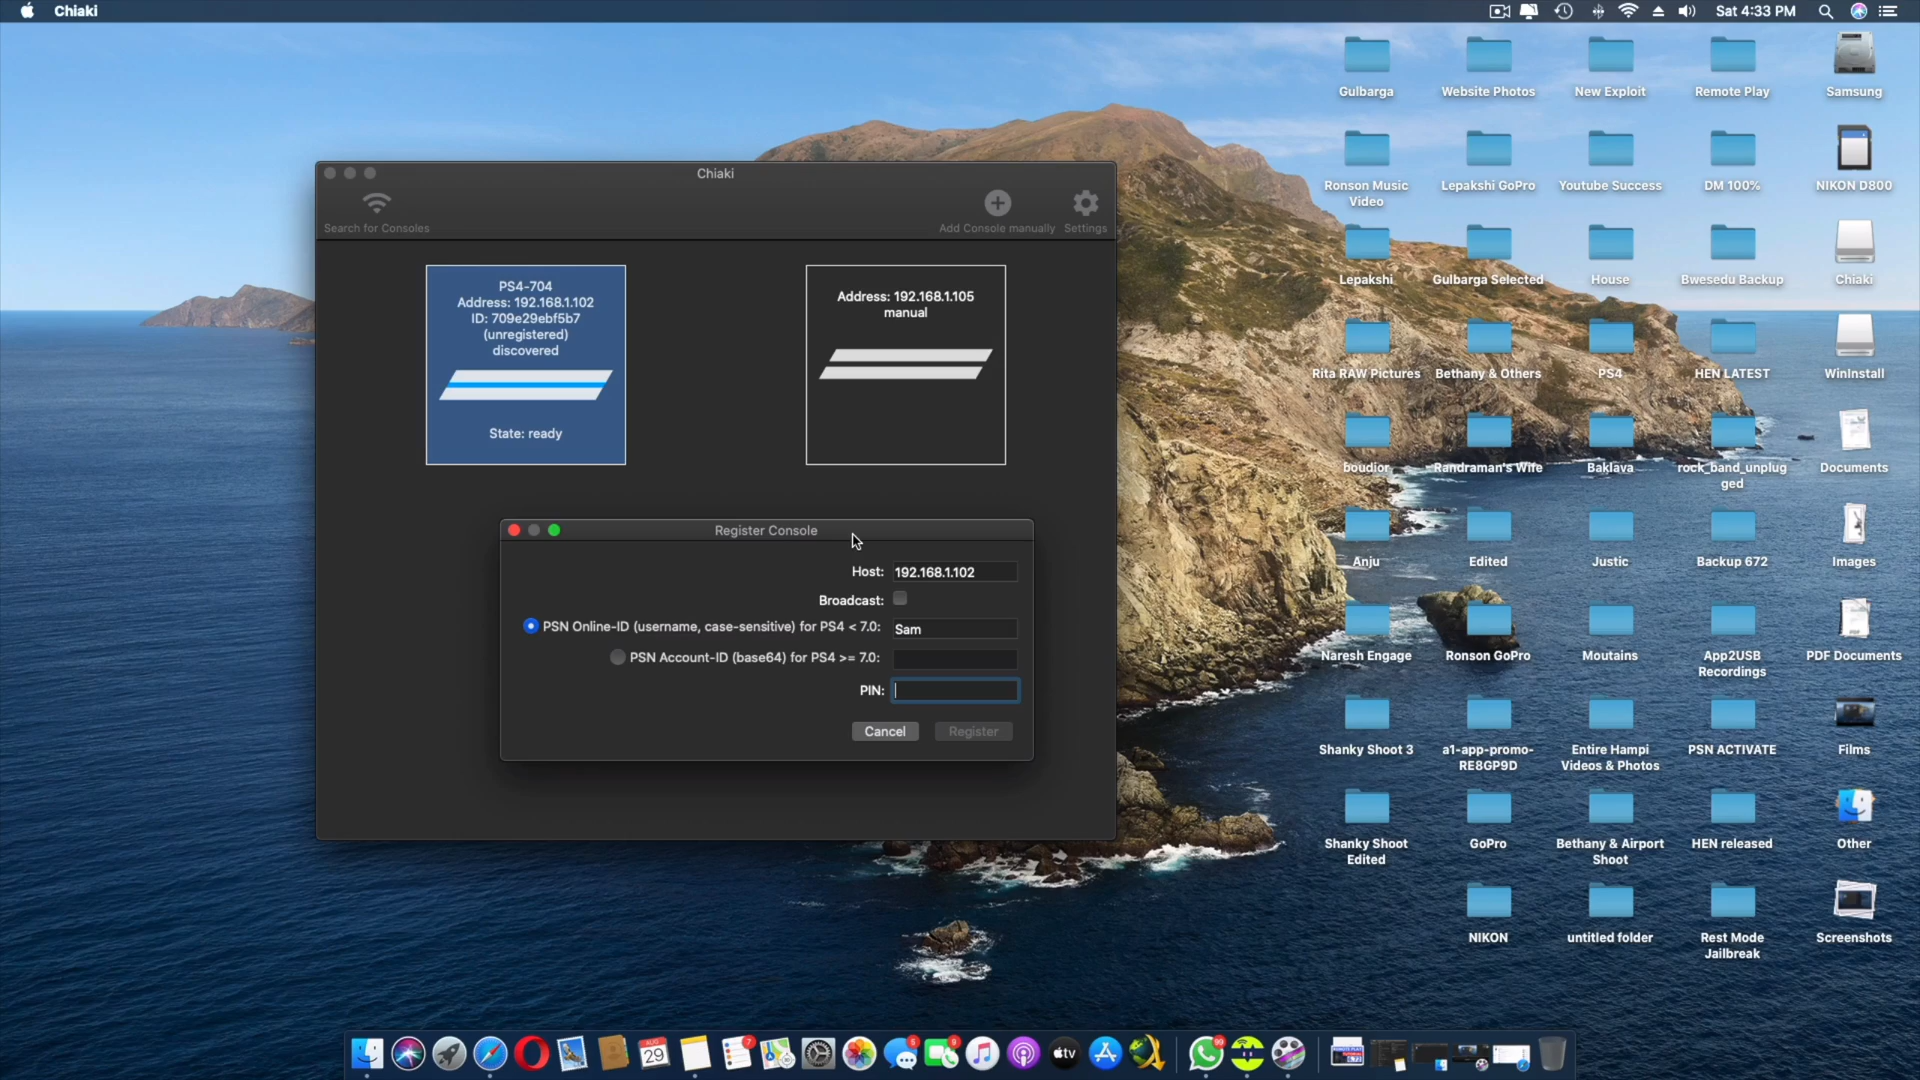 Chiaki
Sat 4:33 PM
Chiaki
Search for Consoles
Add Console manually
Settings
PS4-704
Address: 192.168.1.102
ID: 709e29ebf5b7
(unregistered)
discovered
State: ready
Address: 192.168.1.105
manual
Register Console
Host: 192.168.1.102
Broadcast:
PSN Online-ID (username, case-sensitive) for PS4 < 7.0: Sam
PSN Account-ID (base64) for PS4 >= 7.0:
PIN:
Cancel
Register
Gulbarga
Website Photos
New Exploit
Remote Play
Samsung
Ronson Music
Video
Lepakshi GoPro
Youtube Success
DM 100%
NIKON D800
Lepakshi
Gulbarga Selected
House
Bwesedu Backup
Chiaki
Rita RAW Pictures
Bethany & Others
PS4
HEN LATEST
WinInstall
boudior
Randraman's Wife
Baklava
rock_band_unplug
ged
Documents
Anju
Edited
Justic
Backup 672
Images
Naresh Engage
Ronson GoPro
Moutains
App2USB
Recordings
PDF Documents
Shanky Shoot 3
a1-app-promo-
RE8GP9D
Entire Hampi
Videos & Photos
PSN ACTIVATE
Films
Shanky Shoot
Edited
GoPro
Bethany & Airport
Shoot
HEN released
Other
NIKON
untitled folder
Rest Mode
Jailbreak
Screenshots
AUG
29
7
5
9
tv
99